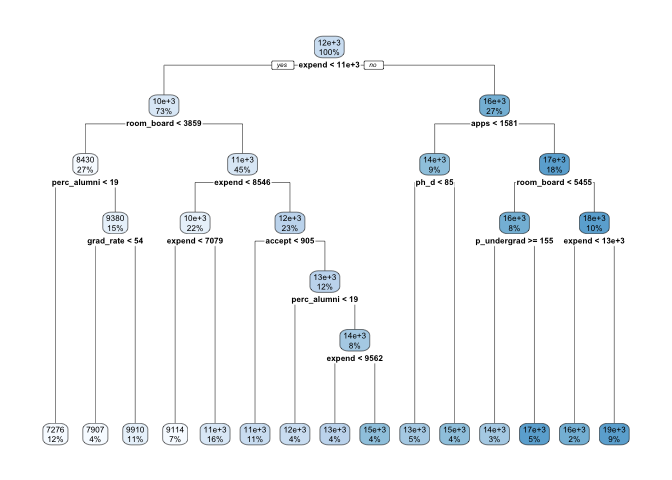 12e+3
100%
yes expend < 11e+3 no
10e+3
73%
16e+3
27%
room_board < 3859
apps < 1581
8430
27%
11e+3
45%
14e+3
9%
17e+3
18%
perc_alumni < 19
expend < 8546
ph_d < 85
room_board < 5455
9380
15%
10e+3
22%
12e+3
23%
16e+3
8%
18e+3
10%
grad_rate < 54
expend < 7079
accept < 905
p_undergrad >= 155
expend < 13e+3
13e+3
12%
perc_alumni < 19
14e+3
8%
expend < 9562
7276 7907 9910 9114 11e+3 11e+3 12e+3 13e+3 15e+3 13e+3 15e+3 14e+3 17e+3 16e+3 19e+3
12% 4% 11% 7% 16% 11% 4% 4% 4% 5% 4% 3% 5% 2% 9%